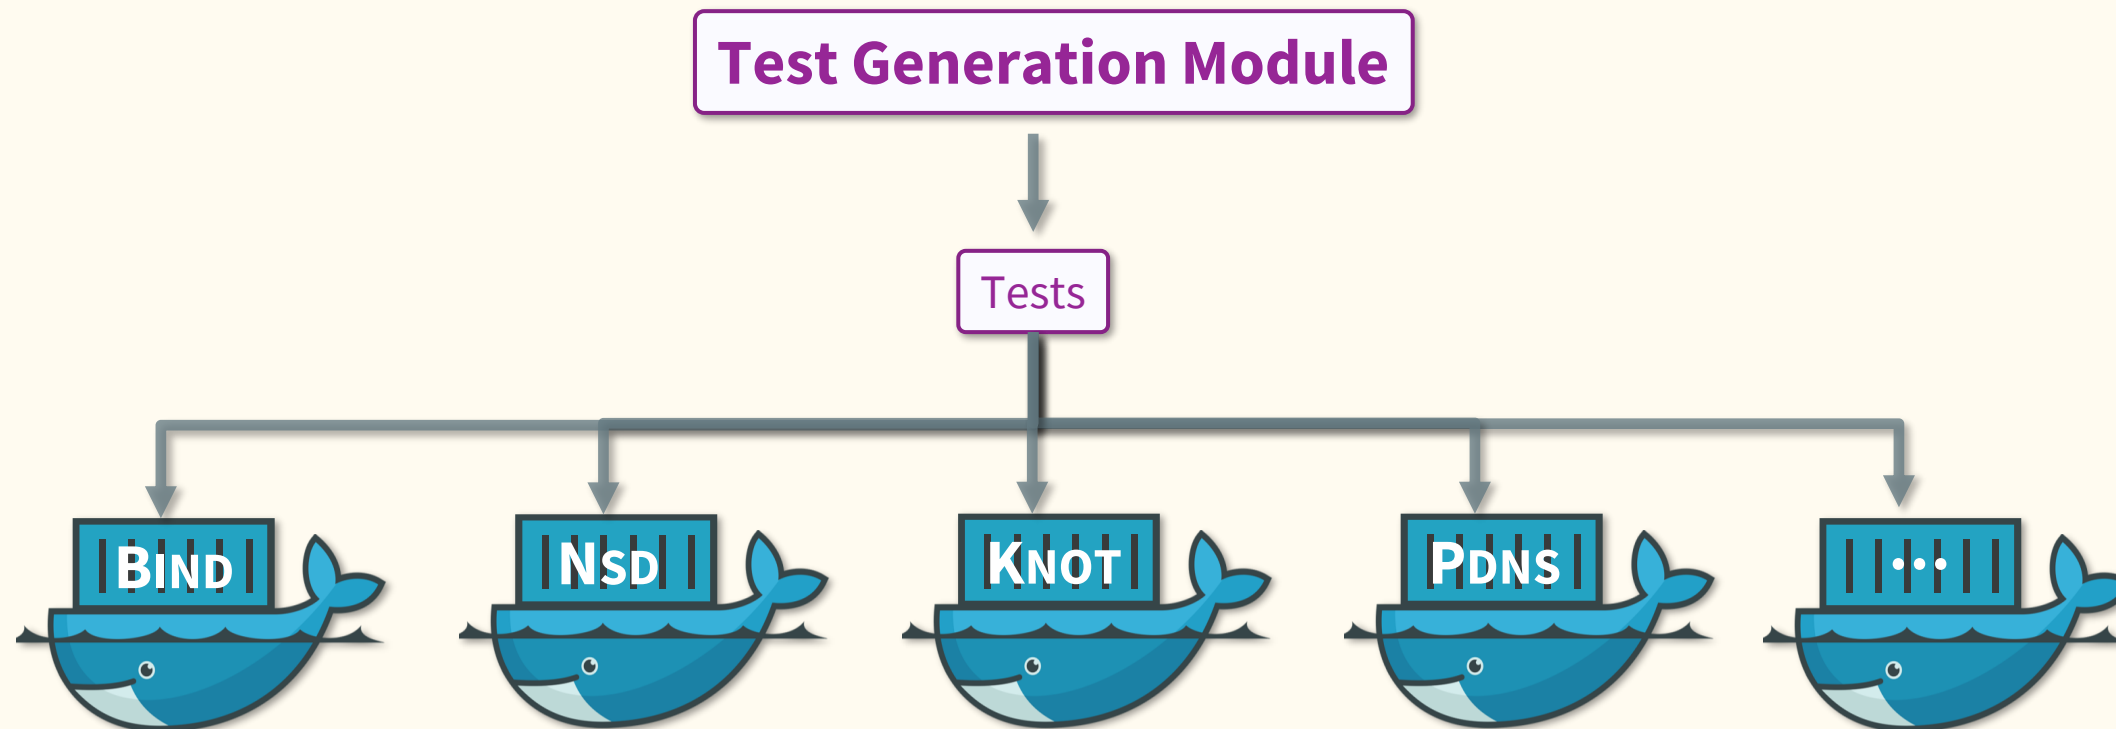 Test Generation Module
Tests
BIND
NSD
KNOT
PDNS
...